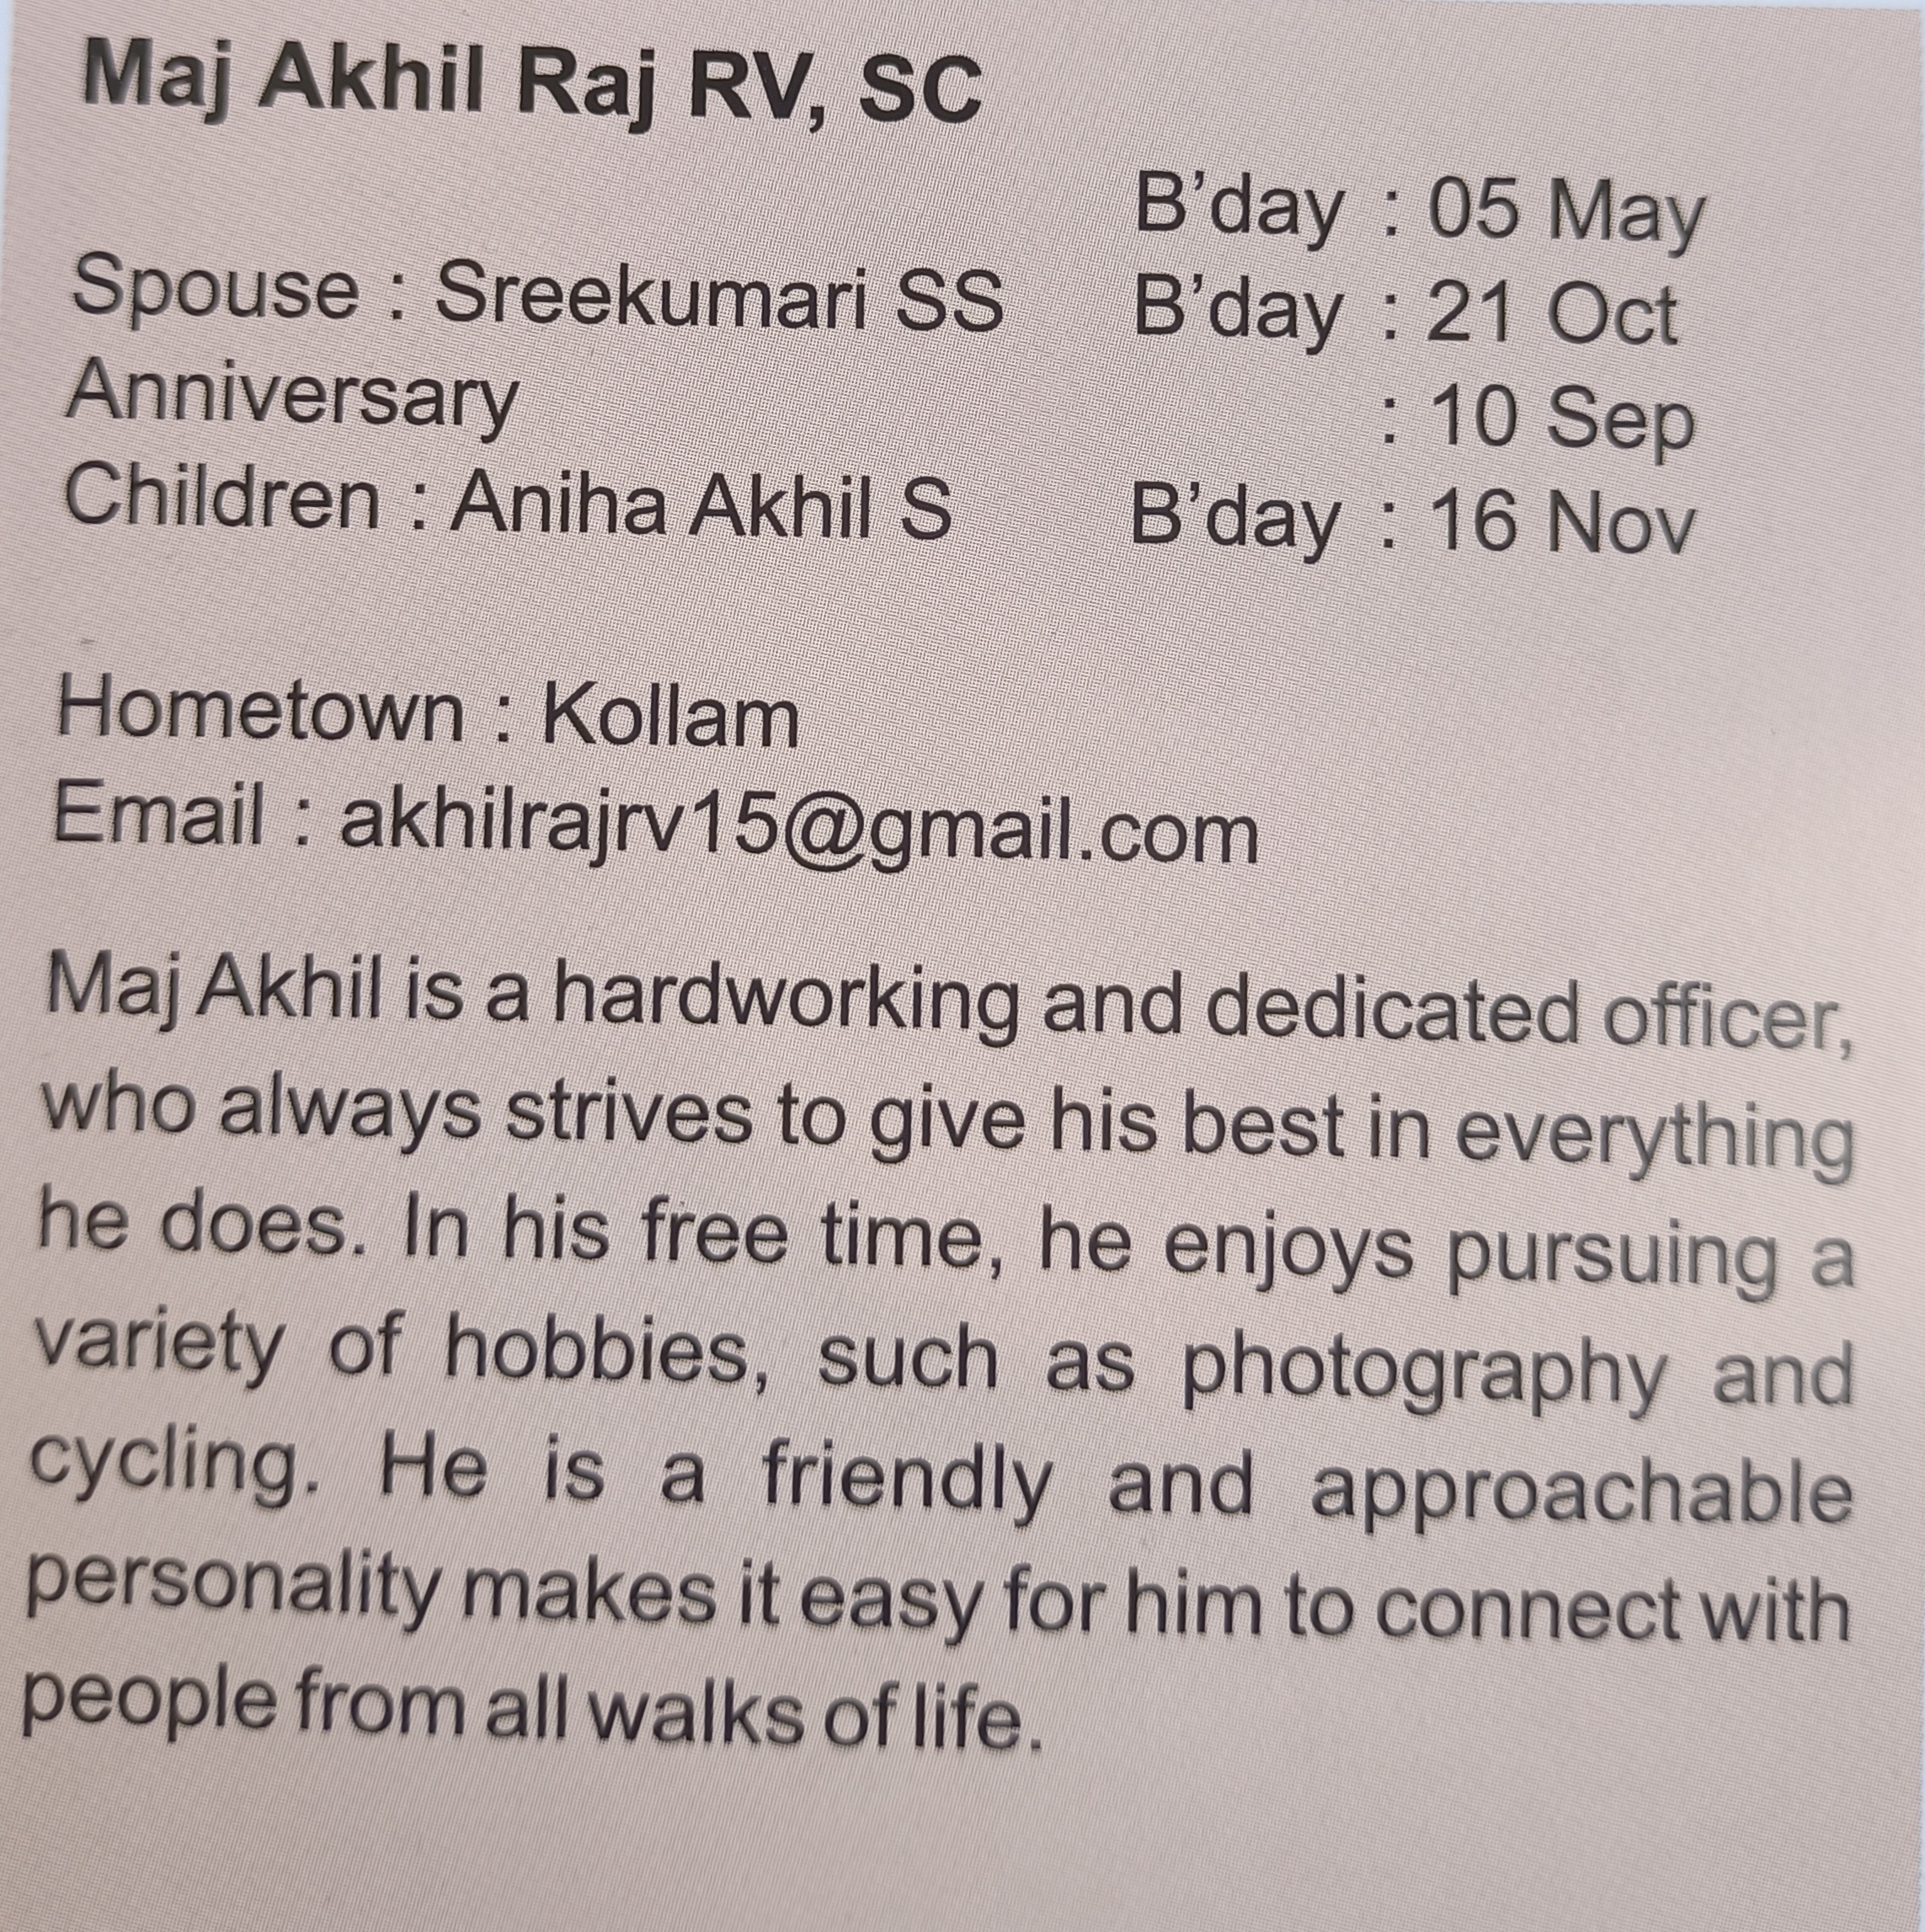 Maj Akhil Raj RV, SC
B’day : 05 May
Spouse : Sreekumari SS B’day : 21 Oct
Anniversary : 10 Sep
Children : Aniha Akhil S B’day : 16 Nov
Hometown : Kollam
Email : akhilrajrv15@gmail.com
Maj Akhil is a hardworking and dedicated officer,
who always strives to give his best in everything
he does. In his free time, he enjoys pursuing a
variety of hobbies, such as photography and
cycling. He is a friendly and approachable
personality makes it easy for him to connect with
people from all walks of life.